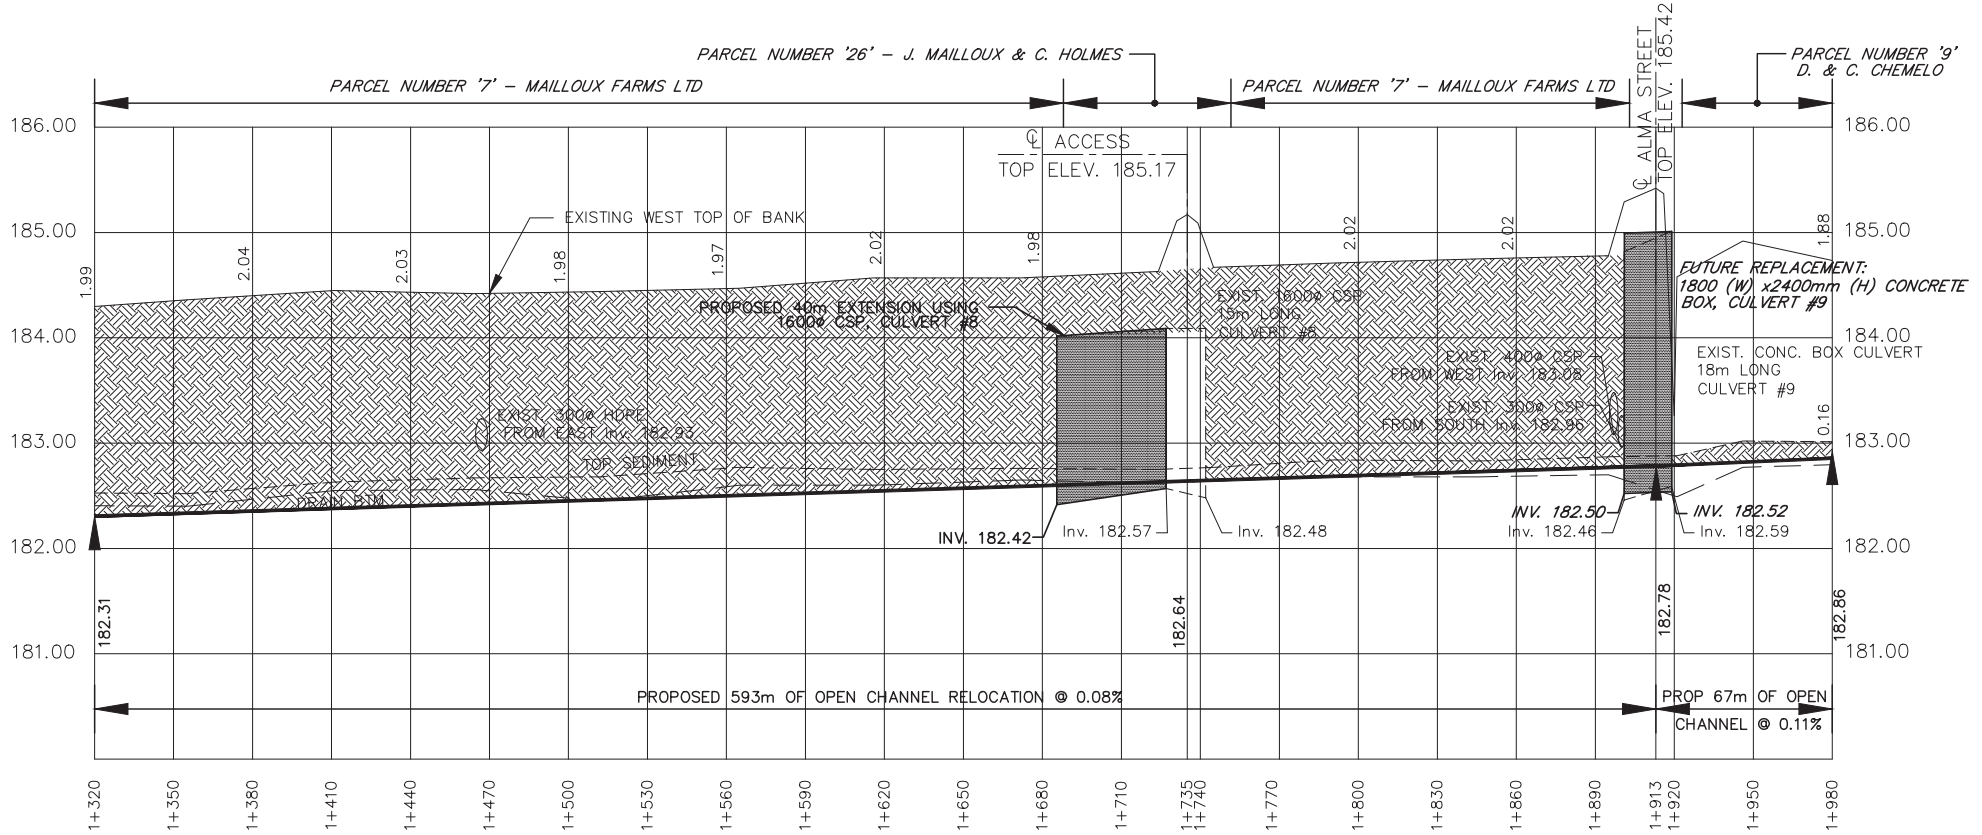 PARCEL NUMBER '26' - J. MAILLOUX & C. HOLMES
PARCEL NUMBER '9'
D. & C. CHEMELO
PARCEL NUMBER '7' - MAILLOUX FARMS LTD
PARCEL NUMBER '7' - MAILLOUX FARMS LTD
℄ ALMA STREET
TOP ELEV. 185.42
186.00
186.00
℄ ACCESS
TOP ELEV. 185.17
EXISTING WEST TOP OF BANK
185.00
185.00
1.99
2.04
2.03
1.98
1.97
2.02
1.98
2.02
2.02
1.88
FUTURE REPLACEMENT:
1800 (W) x2400mm (H) CONCRETE
BOX, CULVERT #9
PROPOSED 40m EXTENSION USING
1600ø CSP, CULVERT #8
EXIST. 1600ø CSP
15m LONG
CULVERT #8
184.00
184.00
EXIST. 400ø CSP
FROM WEST Inv. 183.08
EXIST. CONC. BOX CULVERT
18m LONG
CULVERT #9
EXIST. 300ø CSP
FROM SOUTH Inv. 182.96
EXIST. 300ø HDPE
FROM EAST Inv. 182.93
0.16
183.00
183.00
TOP SEDIMENT
DRAIN BTM
INV. 182.50
INV. 182.52
INV. 182.42
Inv. 182.57
Inv. 182.48
Inv. 182.46
Inv. 182.59
182.00
182.00
182.31
182.64
182.78
182.86
181.00
181.00
PROPOSED 593m OF OPEN CHANNEL RELOCATION @ 0.08%
PROP 67m OF OPEN
CHANNEL @ 0.11%
1+320
1+350
1+380
1+410
1+440
1+470
1+500
1+530
1+560
1+590
1+620
1+650
1+680
1+710
1+735
1+740
1+770
1+800
1+830
1+860
1+890
1+913
1+920
1+950
1+980